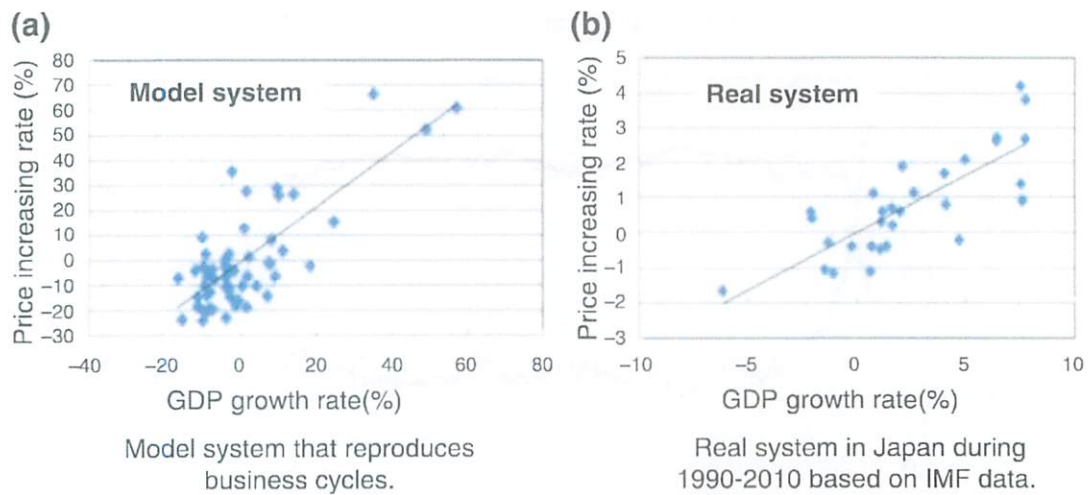 (a)
Price increasing rate (%)
80
70
60
50
40
30
20
10
0
−10
−20
−30
Model system
−40
−20
0
20
40
60
80
GDP growth rate(%)
Model system that reproduces
business cycles.
(b)
Price increasing rate (%)
5
4
3
2
1
0
−1
−2
−3
Real system
−10
−5
0
5
10
GDP growth rate(%)
Real system in Japan during
1990-2010 based on IMF data.